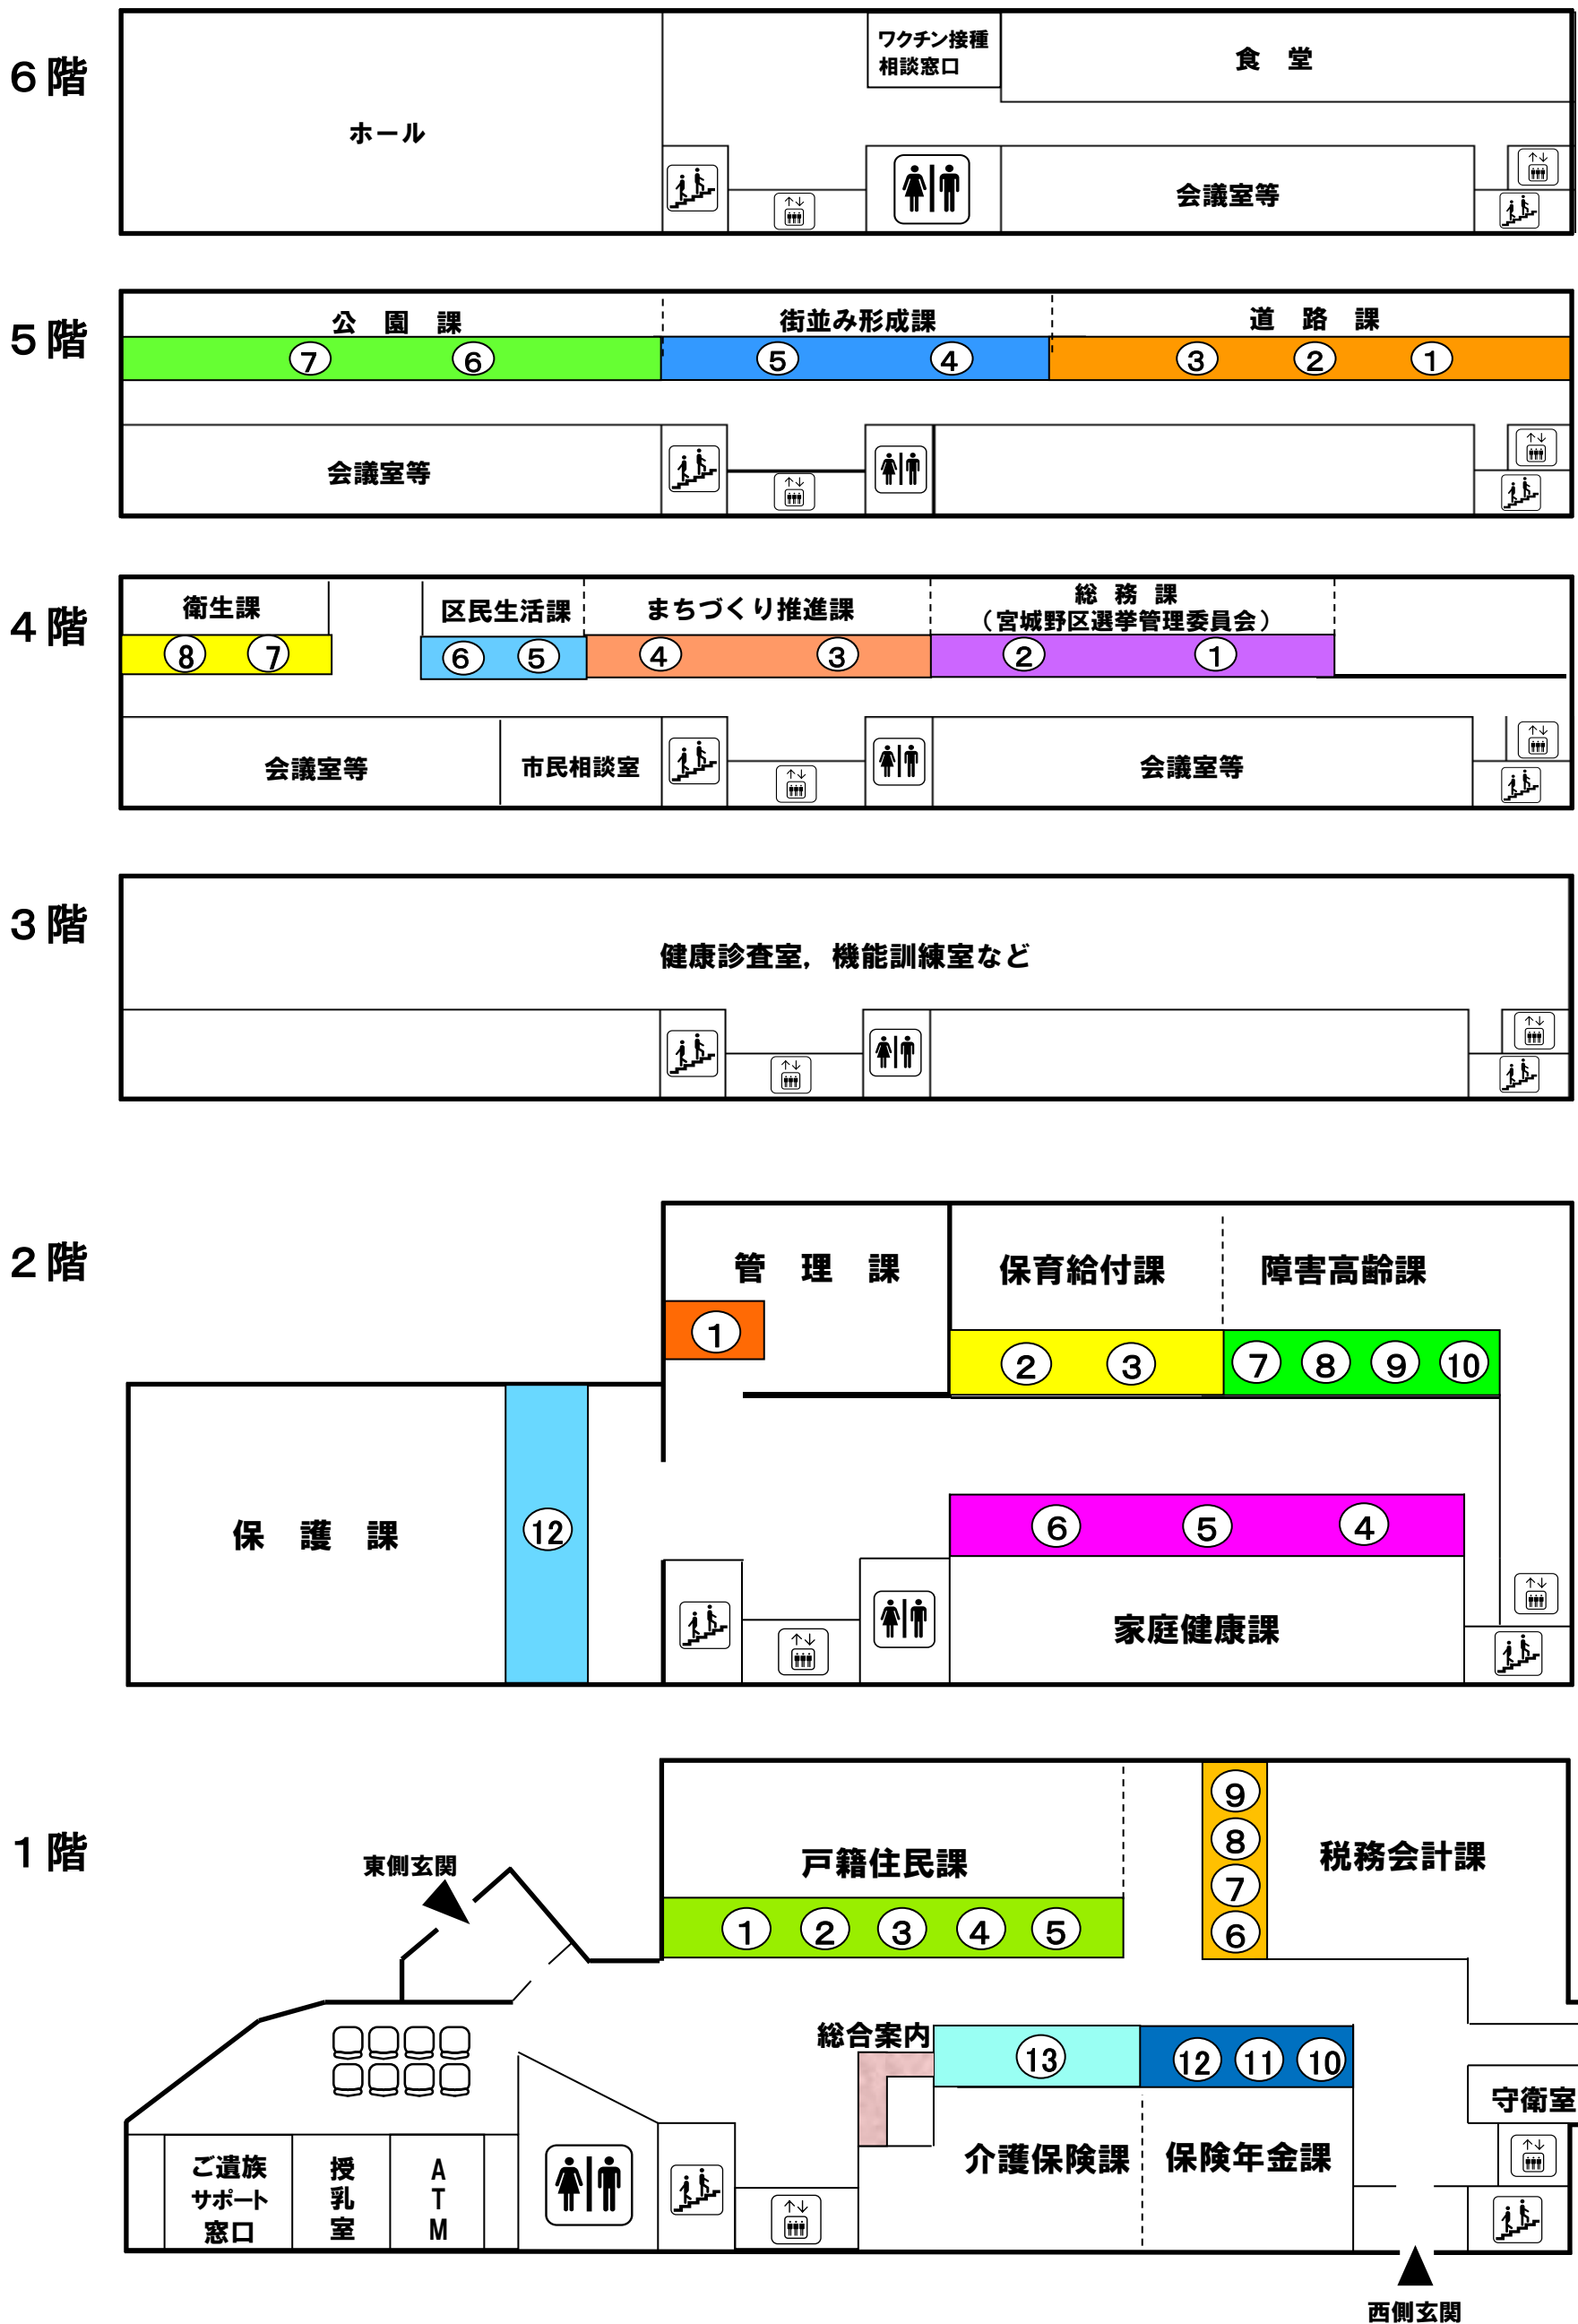 6階
ワクチン接種
相談窓口
食 堂
ホール
会議室等
5階
公 園 課
街並み形成課
道 路 課
⑦ ⑥ ⑤ ④ ③ ② ①
会議室等
4階
衛生課
区民生活課
まちづくり推進課
総 務 課
（宮城野区選挙管理委員会）
⑧ ⑦ ⑥ ⑤ ④ ③ ② ①
会議室等
市民相談室
会議室等
3階
健康診査室，機能訓練室など
2階
管 理 課
保育給付課
障害高齢課
①
② ③ ⑦ ⑧ ⑨ ⑩
保 護 課
⑫
⑥ ⑤ ④
家庭健康課
1階
東側玄関
戸籍住民課
① ② ③ ④ ⑤
⑨
⑧
⑦
⑥
税務会計課
総合案内
⑬ ⑫ ⑪ ⑩
介護保険課
保険年金課
守衛室
ご遺族
サポート
窓口
授乳室
ATM
西側玄関